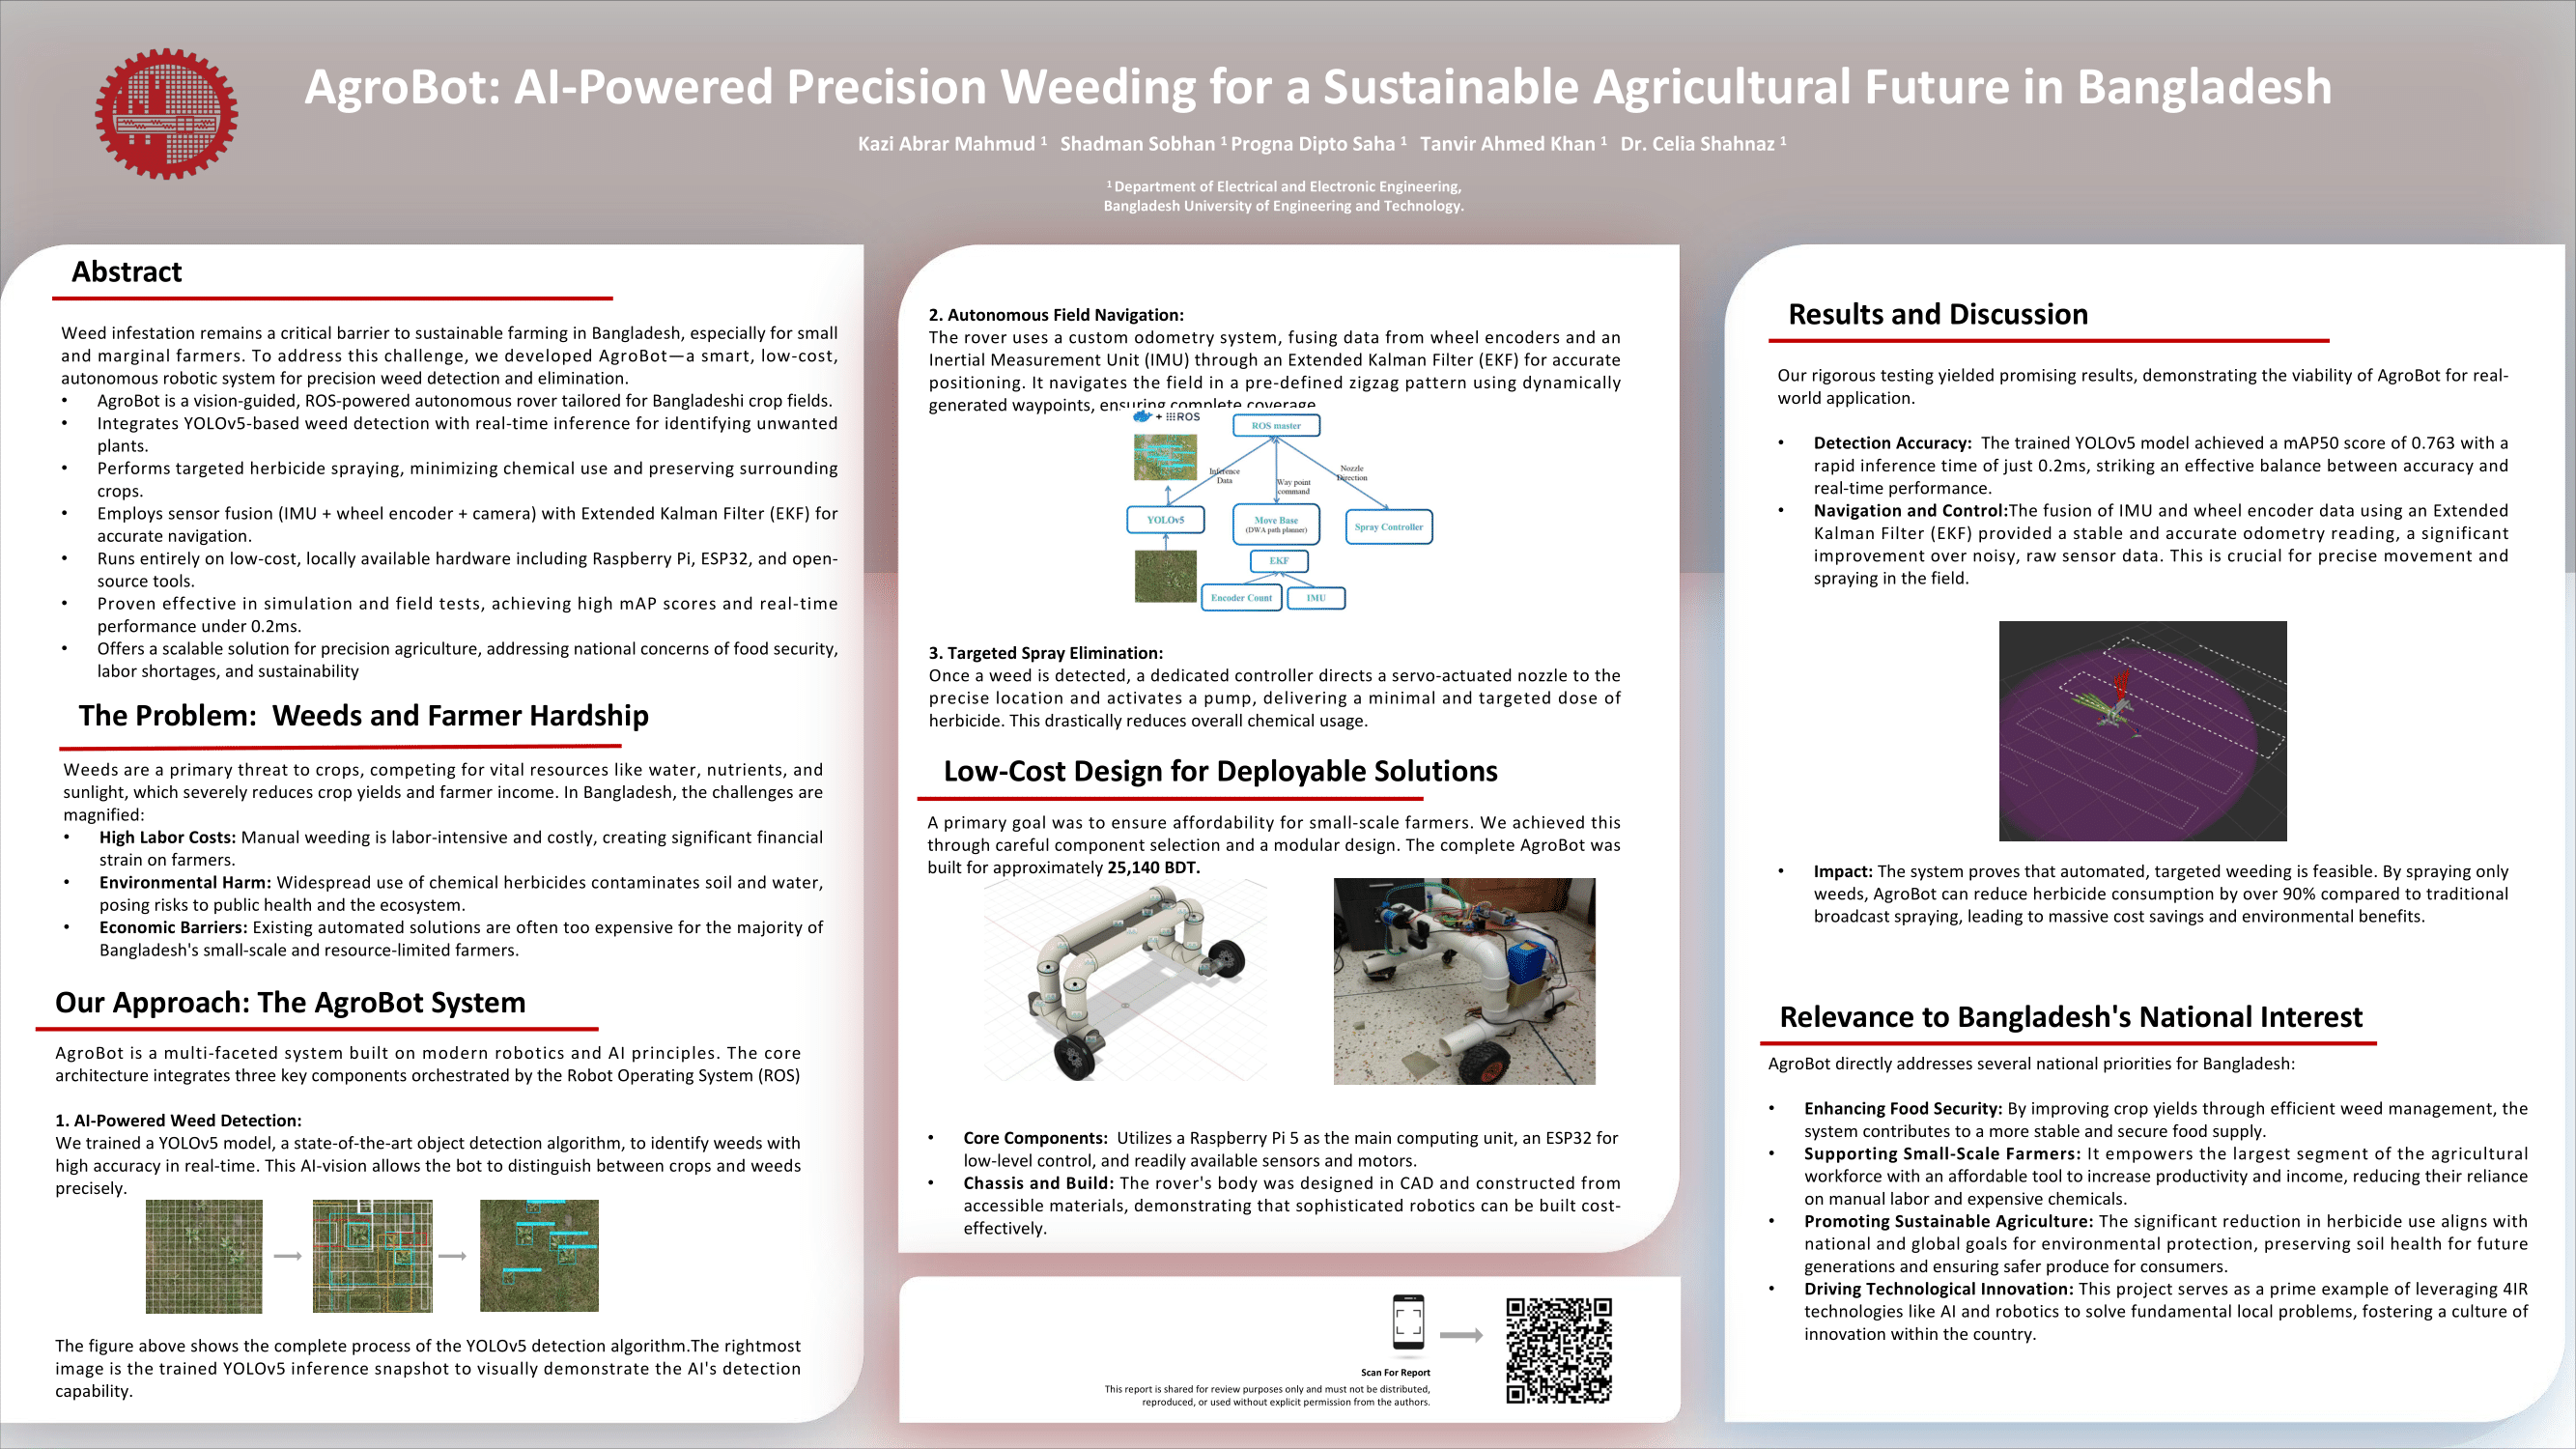 AgroBot: AI-Powered Precision Weeding for a Sustainable Agricultural Future in Bangladesh
Kazi Abrar Mahmud ¹ Shadman Sobhan ¹ Progna Dipto Saha ¹ Tanvir Ahmed Khan ¹ Dr. Celia Shahnaz ¹
¹ Department of Electrical and Electronic Engineering,
Bangladesh University of Engineering and Technology.
Abstract
Weed infestation remains a critical barrier to sustainable farming in Bangladesh, especially for small
and marginal farmers. To address this challenge, we developed AgroBot—a smart, low-cost,
autonomous robotic system for precision weed detection and elimination.
• AgroBot is a vision-guided, ROS-powered autonomous rover tailored for Bangladeshi crop fields.
• Integrates YOLOv5-based weed detection with real-time inference for identifying unwanted
plants.
• Performs targeted herbicide spraying, minimizing chemical use and preserving surrounding
crops.
• Employs sensor fusion (IMU + wheel encoder + camera) with Extended Kalman Filter (EKF) for
accurate navigation.
• Runs entirely on low-cost, locally available hardware including Raspberry Pi, ESP32, and open-
source tools.
• Proven effective in simulation and field tests, achieving high mAP scores and real-time
performance under 0.2ms.
• Offers a scalable solution for precision agriculture, addressing national concerns of food security,
labor shortages, and sustainability
The Problem: Weeds and Farmer Hardship
Weeds are a primary threat to crops, competing for vital resources like water, nutrients, and
sunlight, which severely reduces crop yields and farmer income. In Bangladesh, the challenges are
magnified:
• High Labor Costs: Manual weeding is labor-intensive and costly, creating significant financial
strain on farmers.
• Environmental Harm: Widespread use of chemical herbicides contaminates soil and water,
posing risks to public health and the ecosystem.
• Economic Barriers: Existing automated solutions are often too expensive for the majority of
Bangladesh's small-scale and resource-limited farmers.
Our Approach: The AgroBot System
AgroBot is a multi-faceted system built on modern robotics and AI principles. The core
architecture integrates three key components orchestrated by the Robot Operating System (ROS)
1. AI-Powered Weed Detection:
We trained a YOLOv5 model, a state-of-the-art object detection algorithm, to identify weeds with
high accuracy in real-time. This AI-vision allows the bot to distinguish between crops and weeds
precisely.
The figure above shows the complete process of the YOLOv5 detection algorithm.The rightmost
image is the trained YOLOv5 inference snapshot to visually demonstrate the AI's detection
capability.
2. Autonomous Field Navigation:
The rover uses a custom odometry system, fusing data from wheel encoders and an
Inertial Measurement Unit (IMU) through an Extended Kalman Filter (EKF) for accurate
positioning. It navigates the field in a pre-defined zigzag pattern using dynamically
generated waypoints, ensuring complete coverage.
+ ROS
ROS master
Inference
Data
Way point
command
Nozzle
Direction
YOLOv5
Move Base
(DWA path planner)
Spray Controller
EKF
Encoder Count
IMU
3. Targeted Spray Elimination:
Once a weed is detected, a dedicated controller directs a servo-actuated nozzle to the
precise location and activates a pump, delivering a minimal and targeted dose of
herbicide. This drastically reduces overall chemical usage.
Low-Cost Design for Deployable Solutions
A primary goal was to ensure affordability for small-scale farmers. We achieved this
through careful component selection and a modular design. The complete AgroBot was
built for approximately 25,140 BDT.
• Core Components: Utilizes a Raspberry Pi 5 as the main computing unit, an ESP32 for
low-level control, and readily available sensors and motors.
• Chassis and Build: The rover's body was designed in CAD and constructed from
accessible materials, demonstrating that sophisticated robotics can be built cost-
effectively.
Scan For Report
This report is shared for review purposes only and must not be distributed,
reproduced, or used without explicit permission from the authors.
Results and Discussion
Our rigorous testing yielded promising results, demonstrating the viability of AgroBot for real-
world application.
• Detection Accuracy: The trained YOLOv5 model achieved a mAP50 score of 0.763 with a
rapid inference time of just 0.2ms, striking an effective balance between accuracy and
real-time performance.
• Navigation and Control:The fusion of IMU and wheel encoder data using an Extended
Kalman Filter (EKF) provided a stable and accurate odometry reading, a significant
improvement over noisy, raw sensor data. This is crucial for precise movement and
spraying in the field.
• Impact: The system proves that automated, targeted weeding is feasible. By spraying only
weeds, AgroBot can reduce herbicide consumption by over 90% compared to traditional
broadcast spraying, leading to massive cost savings and environmental benefits.
Relevance to Bangladesh's National Interest
AgroBot directly addresses several national priorities for Bangladesh:
• Enhancing Food Security: By improving crop yields through efficient weed management, the
system contributes to a more stable and secure food supply.
• Supporting Small-Scale Farmers: It empowers the largest segment of the agricultural
workforce with an affordable tool to increase productivity and income, reducing their reliance
on manual labor and expensive chemicals.
• Promoting Sustainable Agriculture: The significant reduction in herbicide use aligns with
national and global goals for environmental protection, preserving soil health for future
generations and ensuring safer produce for consumers.
• Driving Technological Innovation: This project serves as a prime example of leveraging 4IR
technologies like AI and robotics to solve fundamental local problems, fostering a culture of
innovation within the country.